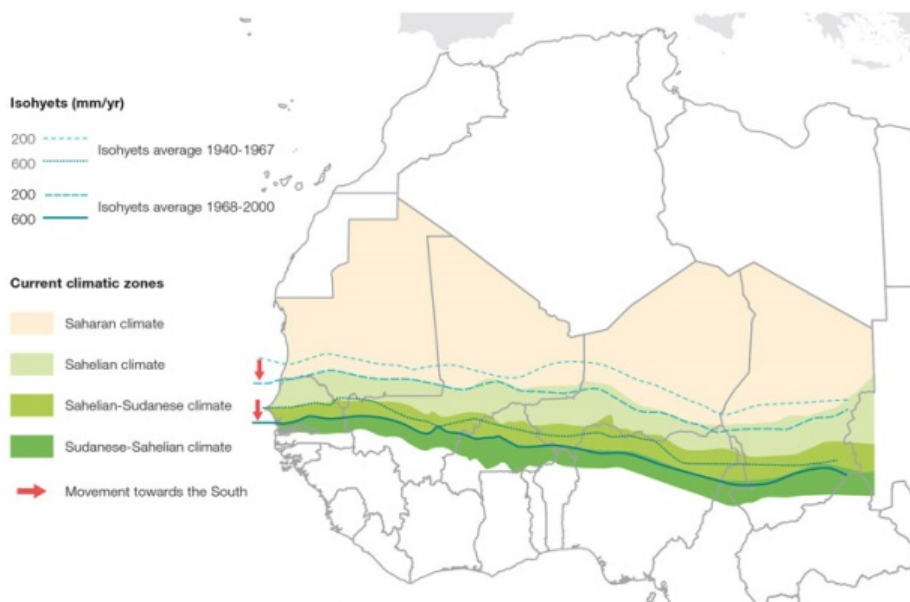 Isohyets (mm/yr)
200
600
Isohyets average 1940-1967
200
600
Isohyets average 1968-2000
Current climatic zones
Saharan climate
Sahelian climate
Sahelian-Sudanese climate
Sudanese-Sahelian climate
Movement towards the South